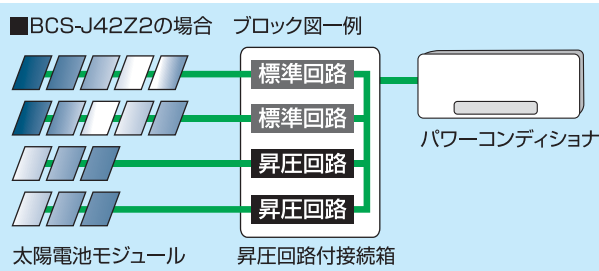 ■BCS-J42Z2の場合 ブロック図一例
標準回路
標準回路
昇圧回路
昇圧回路
パワーコンディショナ
太陽電池モジュール
昇圧回路付接続箱